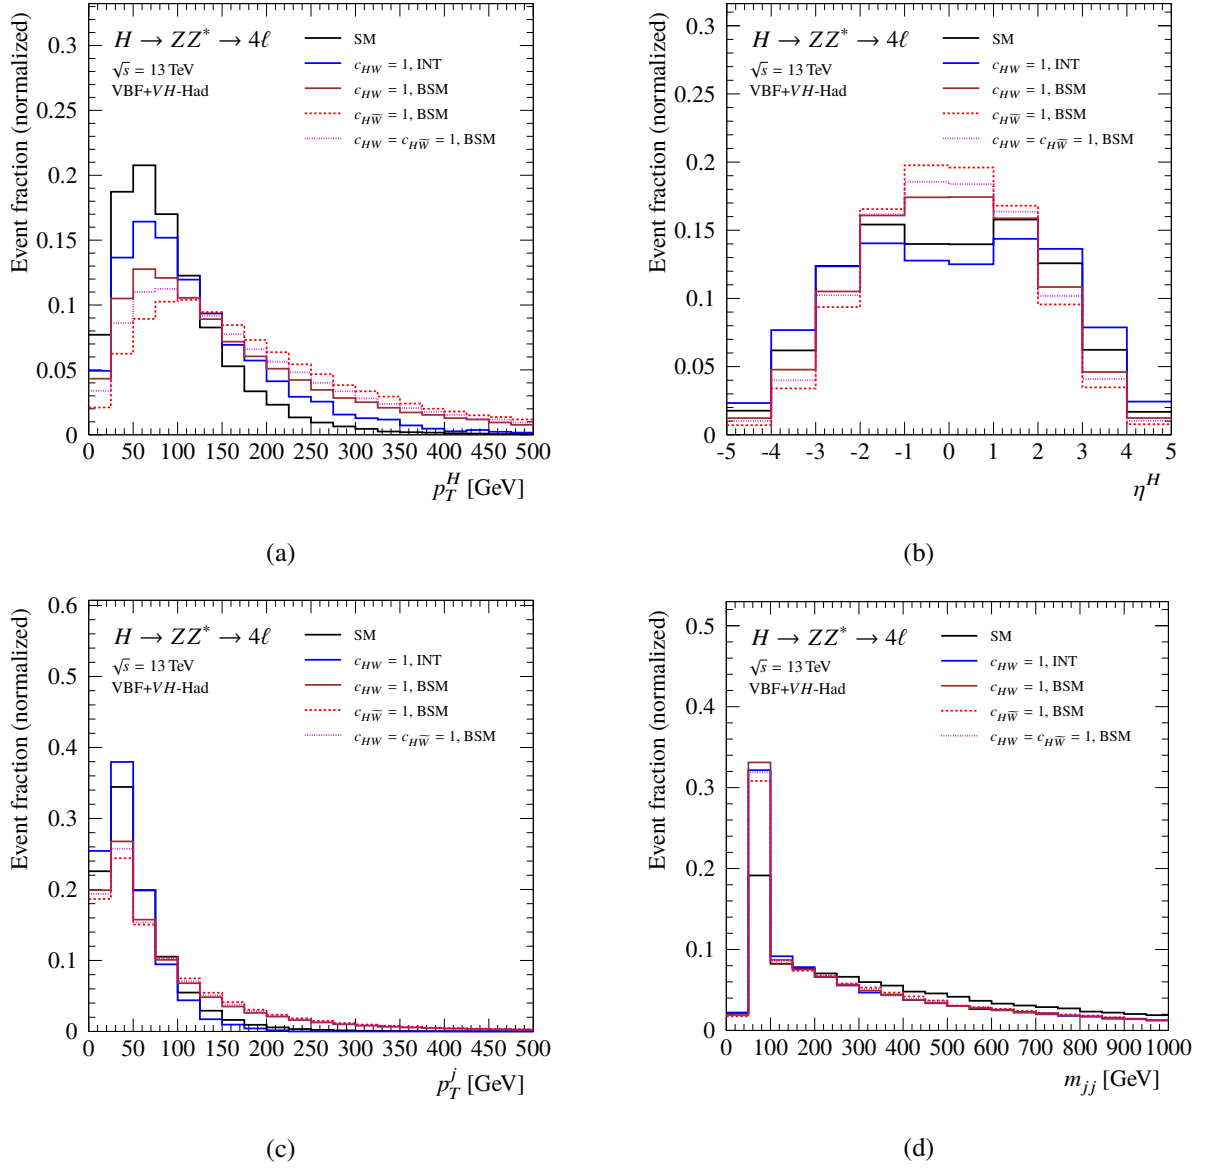 H → ZZ* → 4ℓ
√s = 13 TeV
VBF+VH-Had
SM
c_HW = 1, INT
c_HW = 1, BSM
c_HW̃ = 1, BSM
c_HW = c_HW̃ = 1, BSM
Event fraction (normalized)
0.3
0.25
0.2
0.15
0.1
0.05
0
0 50 100 150 200 250 300 350 400 450 500
p_T^H [GeV]
(a)
H → ZZ* → 4ℓ
√s = 13 TeV
VBF+VH-Had
SM
c_HW = 1, INT
c_HW = 1, BSM
c_HW̃ = 1, BSM
c_HW = c_HW̃ = 1, BSM
Event fraction (normalized)
0.3
0.25
0.2
0.15
0.1
0.05
0
-5 -4 -3 -2 -1 0 1 2 3 4 5
η^H
(b)
H → ZZ* → 4ℓ
√s = 13 TeV
VBF+VH-Had
SM
c_HW = 1, INT
c_HW = 1, BSM
c_HW̃ = 1, BSM
c_HW = c_HW̃ = 1, BSM
Event fraction (normalized)
0.6
0.5
0.4
0.3
0.2
0.1
0
0 50 100 150 200 250 300 350 400 450 500
p_T^j [GeV]
(c)
H → ZZ* → 4ℓ
√s = 13 TeV
VBF+VH-Had
SM
c_HW = 1, INT
c_HW = 1, BSM
c_HW̃ = 1, BSM
c_HW = c_HW̃ = 1, BSM
Event fraction (normalized)
0.5
0.4
0.3
0.2
0.1
0
0 100 200 300 400 500 600 700 800 900 1000
m_jj [GeV]
(d)